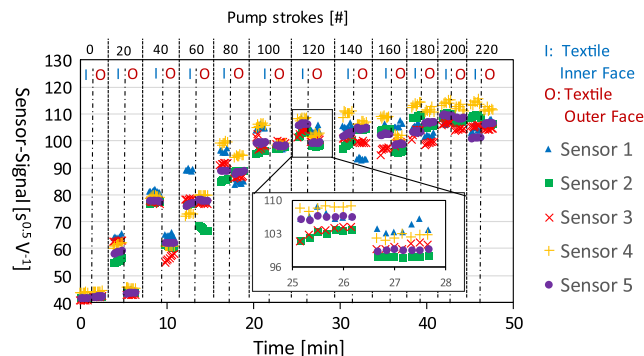 Pump strokes [#]
0 20 40 60 80 100 120 140 160 180 200 220
I O I O I O I O I O I O I O I O I O I O I O I O
130
120
110
100
90
80
70
60
50
40
Sensor-Signal [s^0.5 V^-1]
110
103
96
25 26 27 28
0 10 20 30 40 50
Time [min]
I: Textile
Inner Face
O: Textile
Outer Face
Sensor 1
Sensor 2
Sensor 3
Sensor 4
Sensor 5